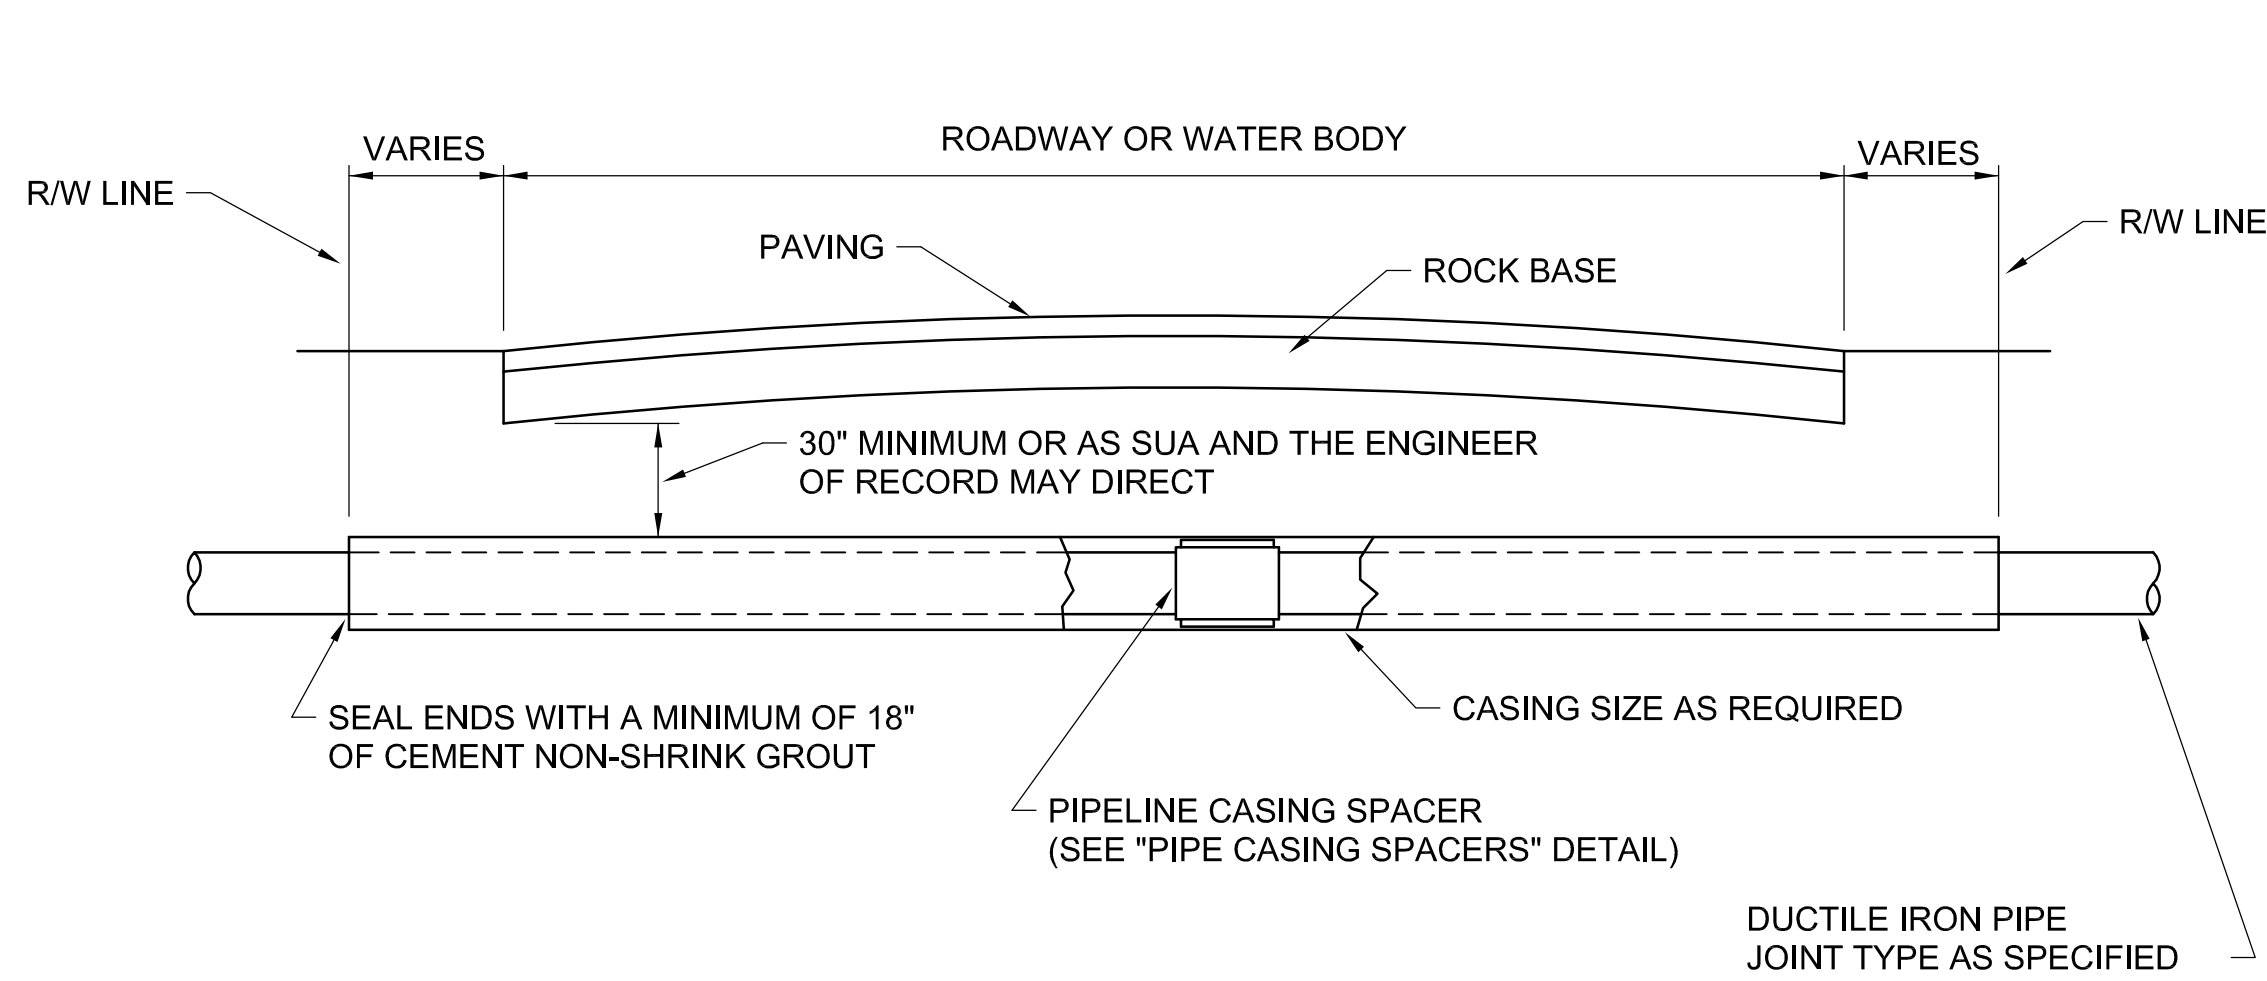 ROADWAY OR WATER BODY
VARIES
VARIES
R/W LINE
R/W LINE
PAVING
ROCK BASE
30" MINIMUM OR AS SUA AND THE ENGINEER
OF RECORD MAY DIRECT
SEAL ENDS WITH A MINIMUM OF 18"
OF CEMENT NON-SHRINK GROUT
CASING SIZE AS REQUIRED
PIPELINE CASING SPACER
(SEE "PIPE CASING SPACERS" DETAIL)
DUCTILE IRON PIPE
JOINT TYPE AS SPECIFIED